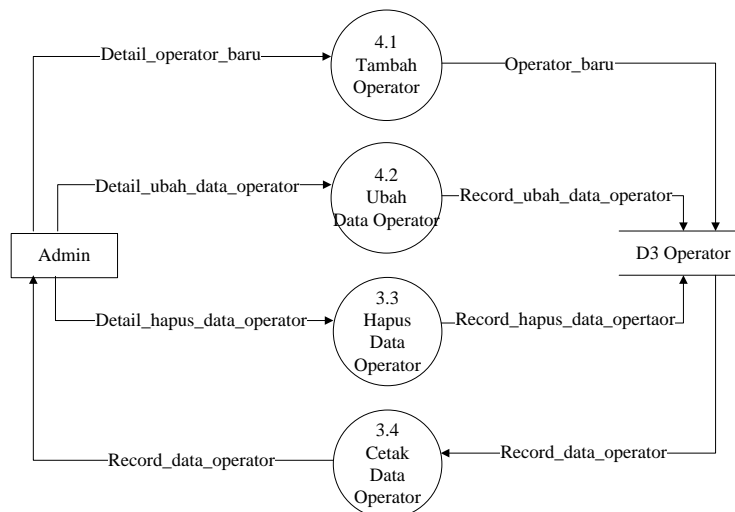 4.1
Tambah
Operator
Detail_operator_baru
Operator_baru
4.2
Ubah
Data Operator
Detail_ubah_data_operator
Record_ubah_data_operator
Admin
D3 Operator
3.3
Hapus
Data
Operator
Detail_hapus_data_operator
Record_hapus_data_opertaor
3.4
Cetak
Data
Operator
Record_data_operator
Record_data_operator